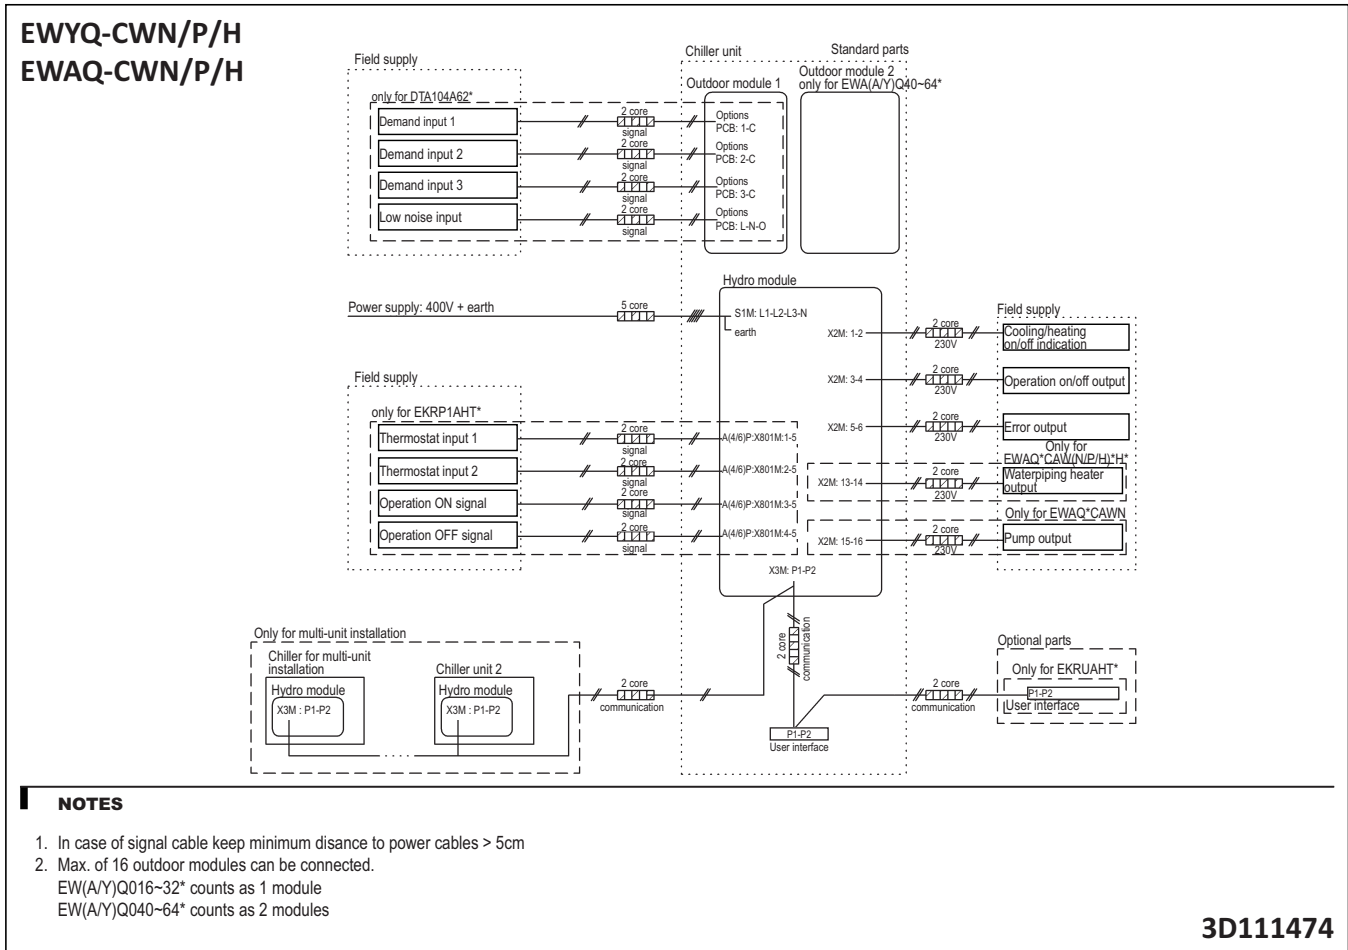 EWYQ-CWN/P/H
EWAQ-CWN/P/H
Field supply
only for DTA104A62*
Demand input 1
2 core
signal
Demand input 2
2 core
signal
Demand input 3
2 core
signal
Low noise input
2 core
signal
Chiller unit
Standard parts
Outdoor module 1
Outdoor module 2
only for EWA(A/Y)Q40~64*
Options
PCB: 1-C
Options
PCB: 2-C
Options
PCB: 3-C
Options
PCB: L-N-O
Power supply: 400V + earth
5 core
Hydro module
S1M: L1-L2-L3-N
earth
X2M: 1-2
X2M: 3-4
X2M: 5-6
X2M: 13-14
X2M: 15-16
2 core
230V
2 core
230V
2 core
230V
2 core
230V
2 core
230V
Field supply
Cooling/heating
on/off indication
Operation on/off output
Error output
Only for
EWAQ*CAW(N/P/H)*H*
Waterpiping heater
output
Only for EWAQ*CAWN
Pump output
Field supply
only for EKRP1AHT*
Thermostat input 1
2 core
signal
A(4/6)P:X801M:1-5
Thermostat input 2
2 core
signal
A(4/6)P:X801M:2-5
Operation ON signal
2 core
signal
A(4/6)P:X801M:3-5
Operation OFF signal
2 core
signal
A(4/6)P:X801M:4-5
X3M: P1-P2
2 core
communication
Only for multi-unit installation
Chiller for multi-unit
installation
Hydro module
X3M : P1-P2
Chiller unit 2
Hydro module
X3M : P1-P2
2 core
communication
P1-P2
User interface
2 core
communication
Optional parts
Only for EKRUAHT*
P1-P2
User interface
NOTES
1. In case of signal cable keep minimum disance to power cables > 5cm
2. Max. of 16 outdoor modules can be connected.
EW(A/Y)Q016~32* counts as 1 module
EW(A/Y)Q040~64* counts as 2 modules
3D111474